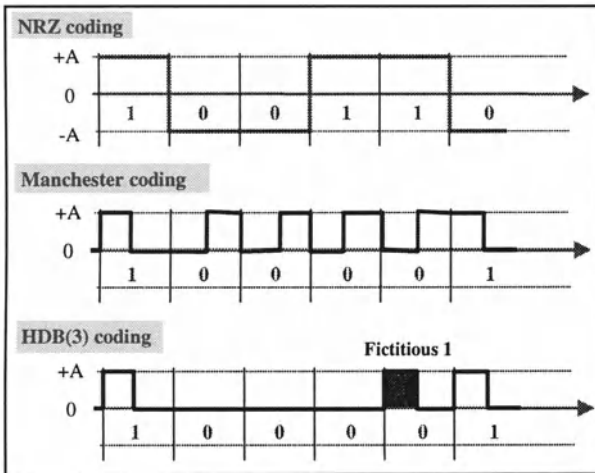 NRZ coding
+A
0
1 0 0 1 1 0
-A
Manchester coding
+A
0
1 0 0 0 0 1
HDB(3) coding
Fictitious 1
+A
0
1 0 0 0 0 1